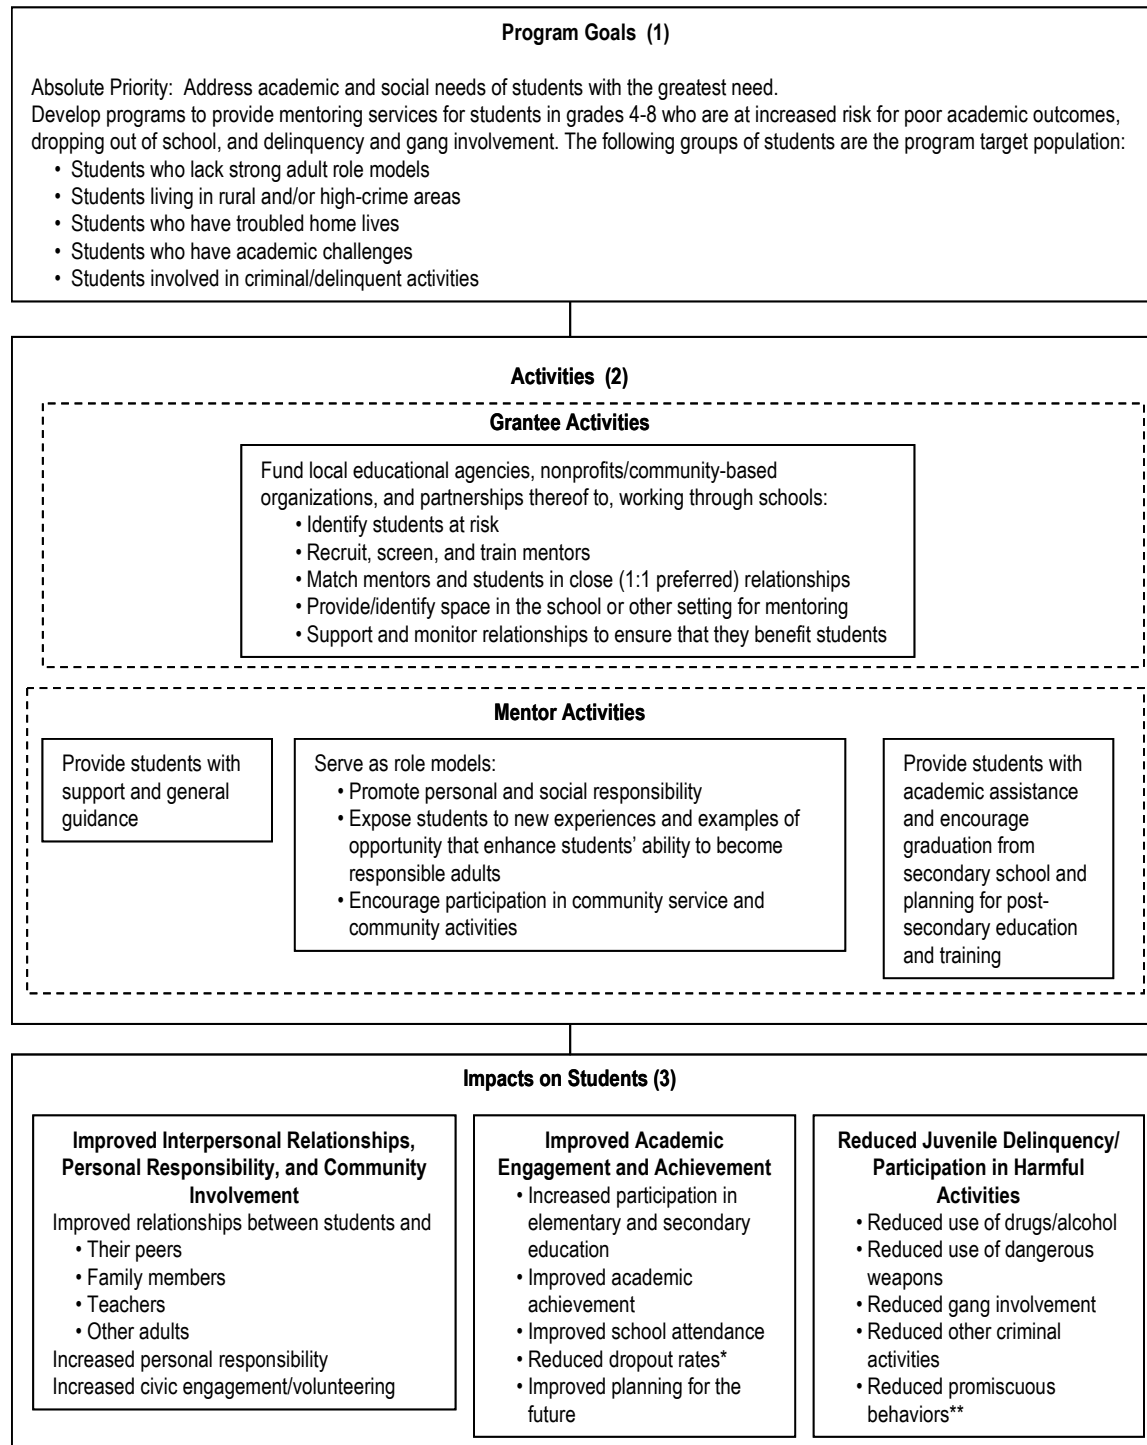 Program Goals (1)
Absolute Priority: Address academic and social needs of students with the greatest need.
Develop programs to provide mentoring services for students in grades 4-8 who are at increased risk for poor academic outcomes,
dropping out of school, and delinquency and gang involvement. The following groups of students are the program target population:
• Students who lack strong adult role models
• Students living in rural and/or high-crime areas
• Students who have troubled home lives
• Students who have academic challenges
• Students involved in criminal/delinquent activities
Activities (2)
Grantee Activities
Fund local educational agencies, nonprofits/community-based
organizations, and partnerships thereof to, working through schools:
• Identify students at risk
• Recruit, screen, and train mentors
• Match mentors and students in close (1:1 preferred) relationships
• Provide/identify space in the school or other setting for mentoring
• Support and monitor relationships to ensure that they benefit students
Mentor Activities
Provide students with
support and general
guidance
Serve as role models:
• Promote personal and social responsibility
• Expose students to new experiences and examples of
opportunity that enhance students’ ability to become
responsible adults
• Encourage participation in community service and
community activities
Provide students with
academic assistance
and encourage
graduation from
secondary school and
planning for post-
secondary education
and training
Impacts on Students (3)
Improved Interpersonal Relationships,
Personal Responsibility, and Community
Involvement
Improved relationships between students and
• Their peers
• Family members
• Teachers
• Other adults
Increased personal responsibility
Increased civic engagement/volunteering
Improved Academic
Engagement and Achievement
• Increased participation in
elementary and secondary
education
• Improved academic
achievement
• Improved school attendance
• Reduced dropout rates*
• Improved planning for the
future
Reduced Juvenile Delinquency/
Participation in Harmful
Activities
• Reduced use of drugs/alcohol
• Reduced use of dangerous
weapons
• Reduced gang involvement
• Reduced other criminal
activities
• Reduced promiscuous
behaviors**